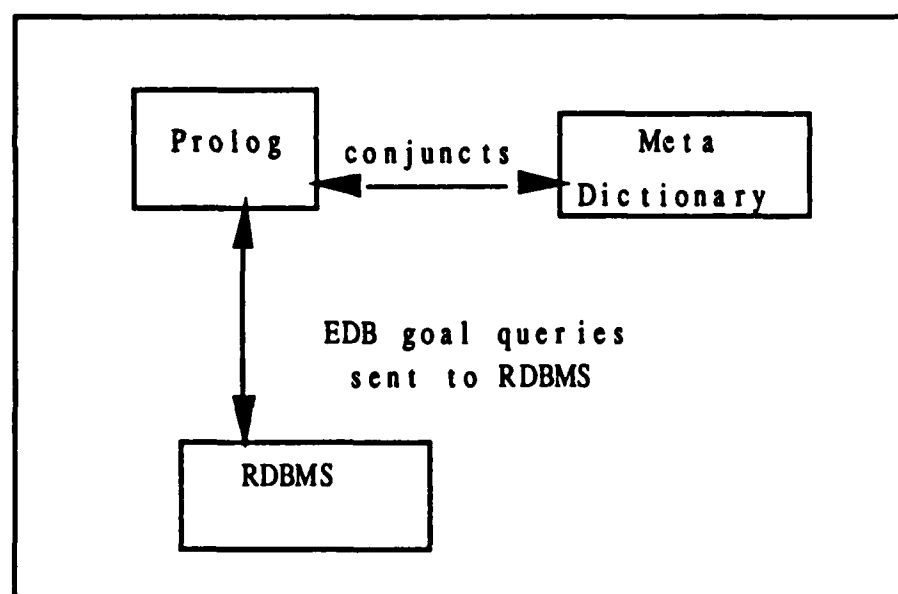 Prolog
conjuncts
Meta
Dictionary
EDB goal queries
sent to RDBMS
RDBMS